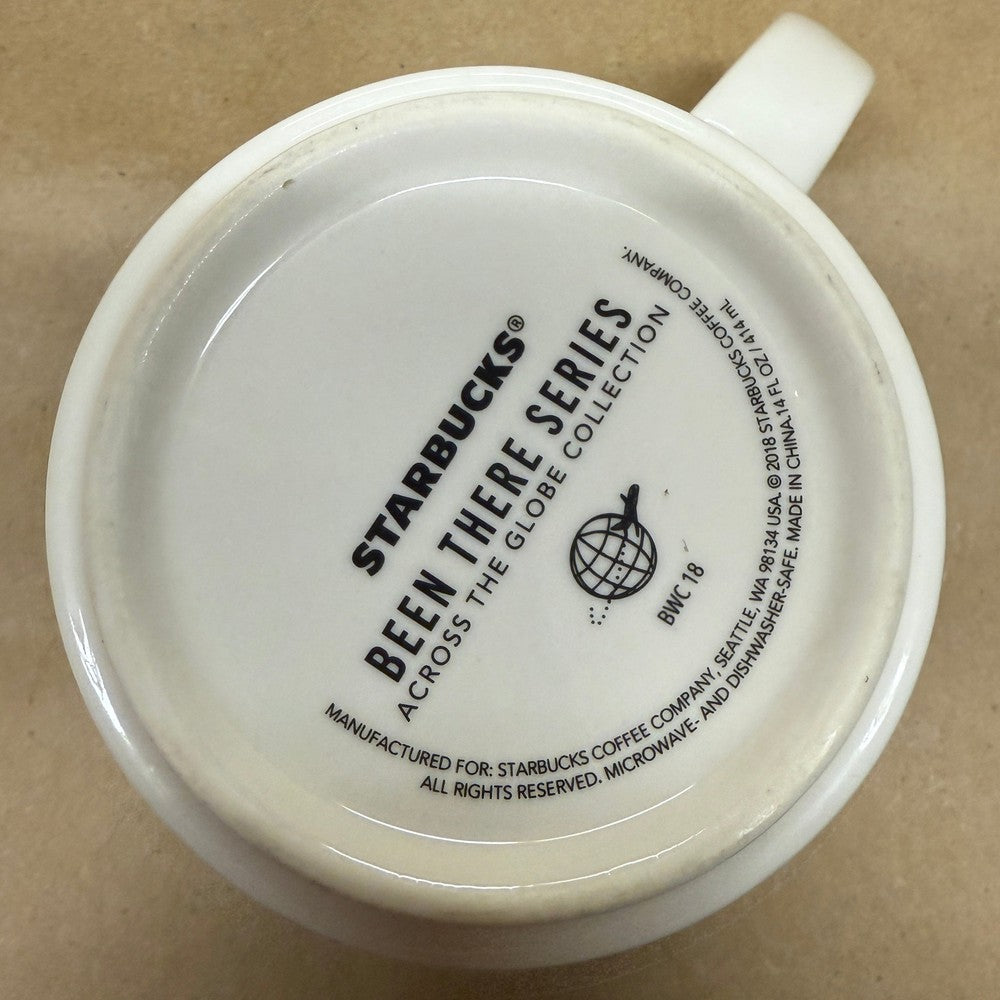 STARBUCKS®
BEEN THERE SERIES
ACROSS THE GLOBE COLLECTION
BWC 18
MANUFACTURED FOR: STARBUCKS COFFEE COMPANY, SEATTLE, WA 98134 USA. © 2018 STARBUCKS COFFEE COMPANY.
ALL RIGHTS RESERVED. MICROWAVE- AND DISHWASHER-SAFE. MADE IN CHINA.14 FL OZ / 414 mL